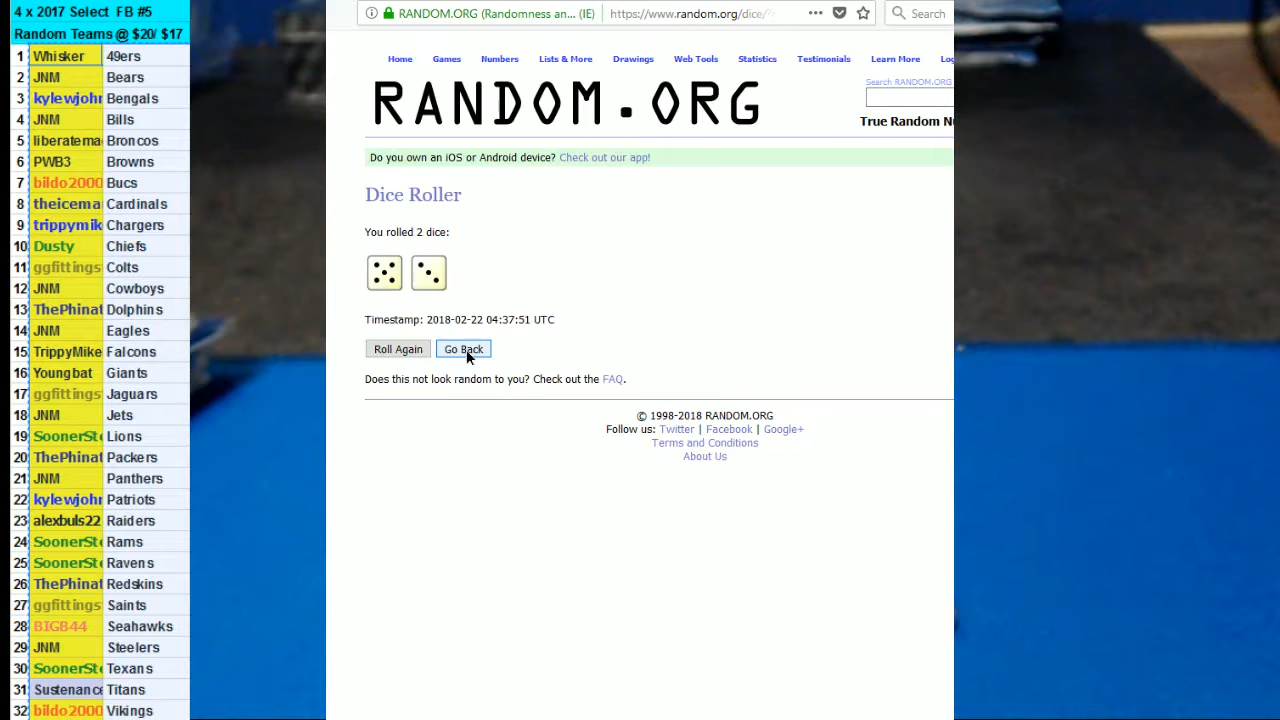 4 x 2017 Select FB #5
Random Teams @ $20/ $17
1 Whisker 49ers
2 JNM Bears
3 kylewjohn Bengals
4 JNM Bills
5 liberatema Broncos
6 PWB3 Browns
7 bildo2000 Bucs
8 theicema Cardinals
9 trippymik Chargers
10 Dusty Chiefs
11 ggfittings Colts
12 JNM Cowboys
13 ThePhinat Dolphins
14 JNM Eagles
15 TrippyMike Falcons
16 Youngbat Giants
17 ggfittings Jaguars
18 JNM Jets
19 SoonerSte Lions
20 ThePhinat Packers
21 JNM Panthers
22 kylewjohn Patriots
23 alexbuls22 Raiders
24 SoonerSte Rams
25 SoonerSte Ravens
26 ThePhinat Redskins
27 ggfittings Saints
28 BIGB44 Seahawks
29 JNM Steelers
30 SoonerSte Texans
31 Sustenance Titans
32 bildo2000 Vikings
RANDOM.ORG (Randomness an... (IE) https://www.random.org/dice/? Search
Home Games Numbers Lists & More Drawings Web Tools Statistics Testimonials Learn More Log
Search RANDOM.ORG
RANDOM.ORG
True Random Nu
Do you own an iOS or Android device? Check out our app!
Dice Roller
You rolled 2 dice:
Timestamp: 2018-02-22 04:37:51 UTC
Roll Again Go Back
Does this not look random to you? Check out the FAQ.
© 1998-2018 RANDOM.ORG
Follow us: Twitter | Facebook | Google+
Terms and Conditions
About Us